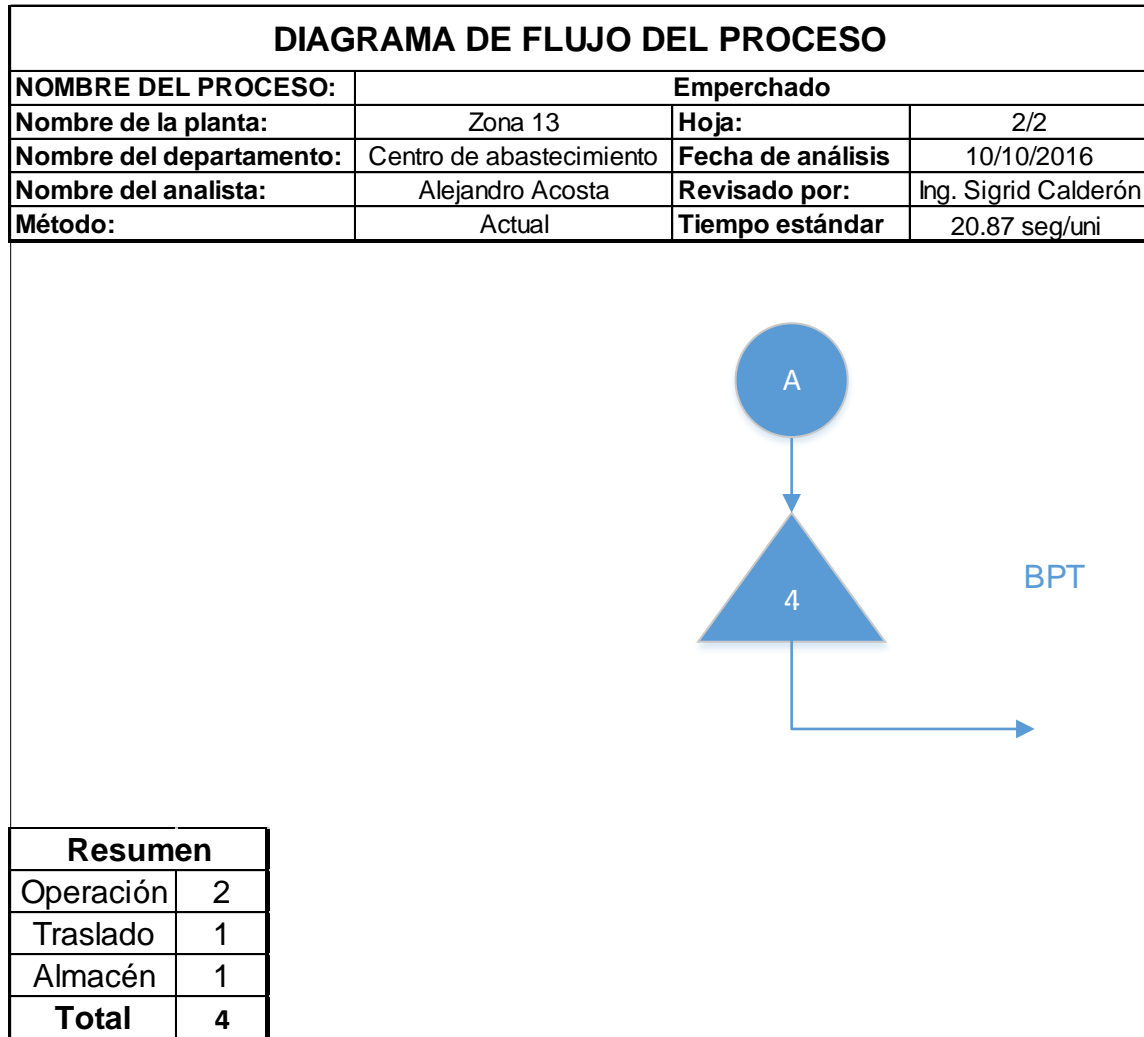 DIAGRAMA DE FLUJO DEL PROCESO
NOMBRE DEL PROCESO: Emperchado
Nombre de la planta: Zona 13 Hoja: 2/2
Nombre del departamento: Centro de abastecimiento Fecha de análisis 10/10/2016
Nombre del analista: Alejandro Acosta Revisado por: Ing. Sigrid Calderón
Método: Actual Tiempo estándar 20.87 seg/uni
A
4
BPT
Resumen
Operación 2
Traslado 1
Almacén 1
Total 4